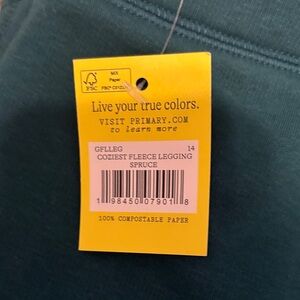 FSC
MIX
Paper
Live your true colors.
VISIT PRIMARY.COM
to learn more
GFLLEG 14
COZIEST FLEECE LEGGING
SPRUCE
1 98450 07901 8
100% COMPOSTABLE PAPER